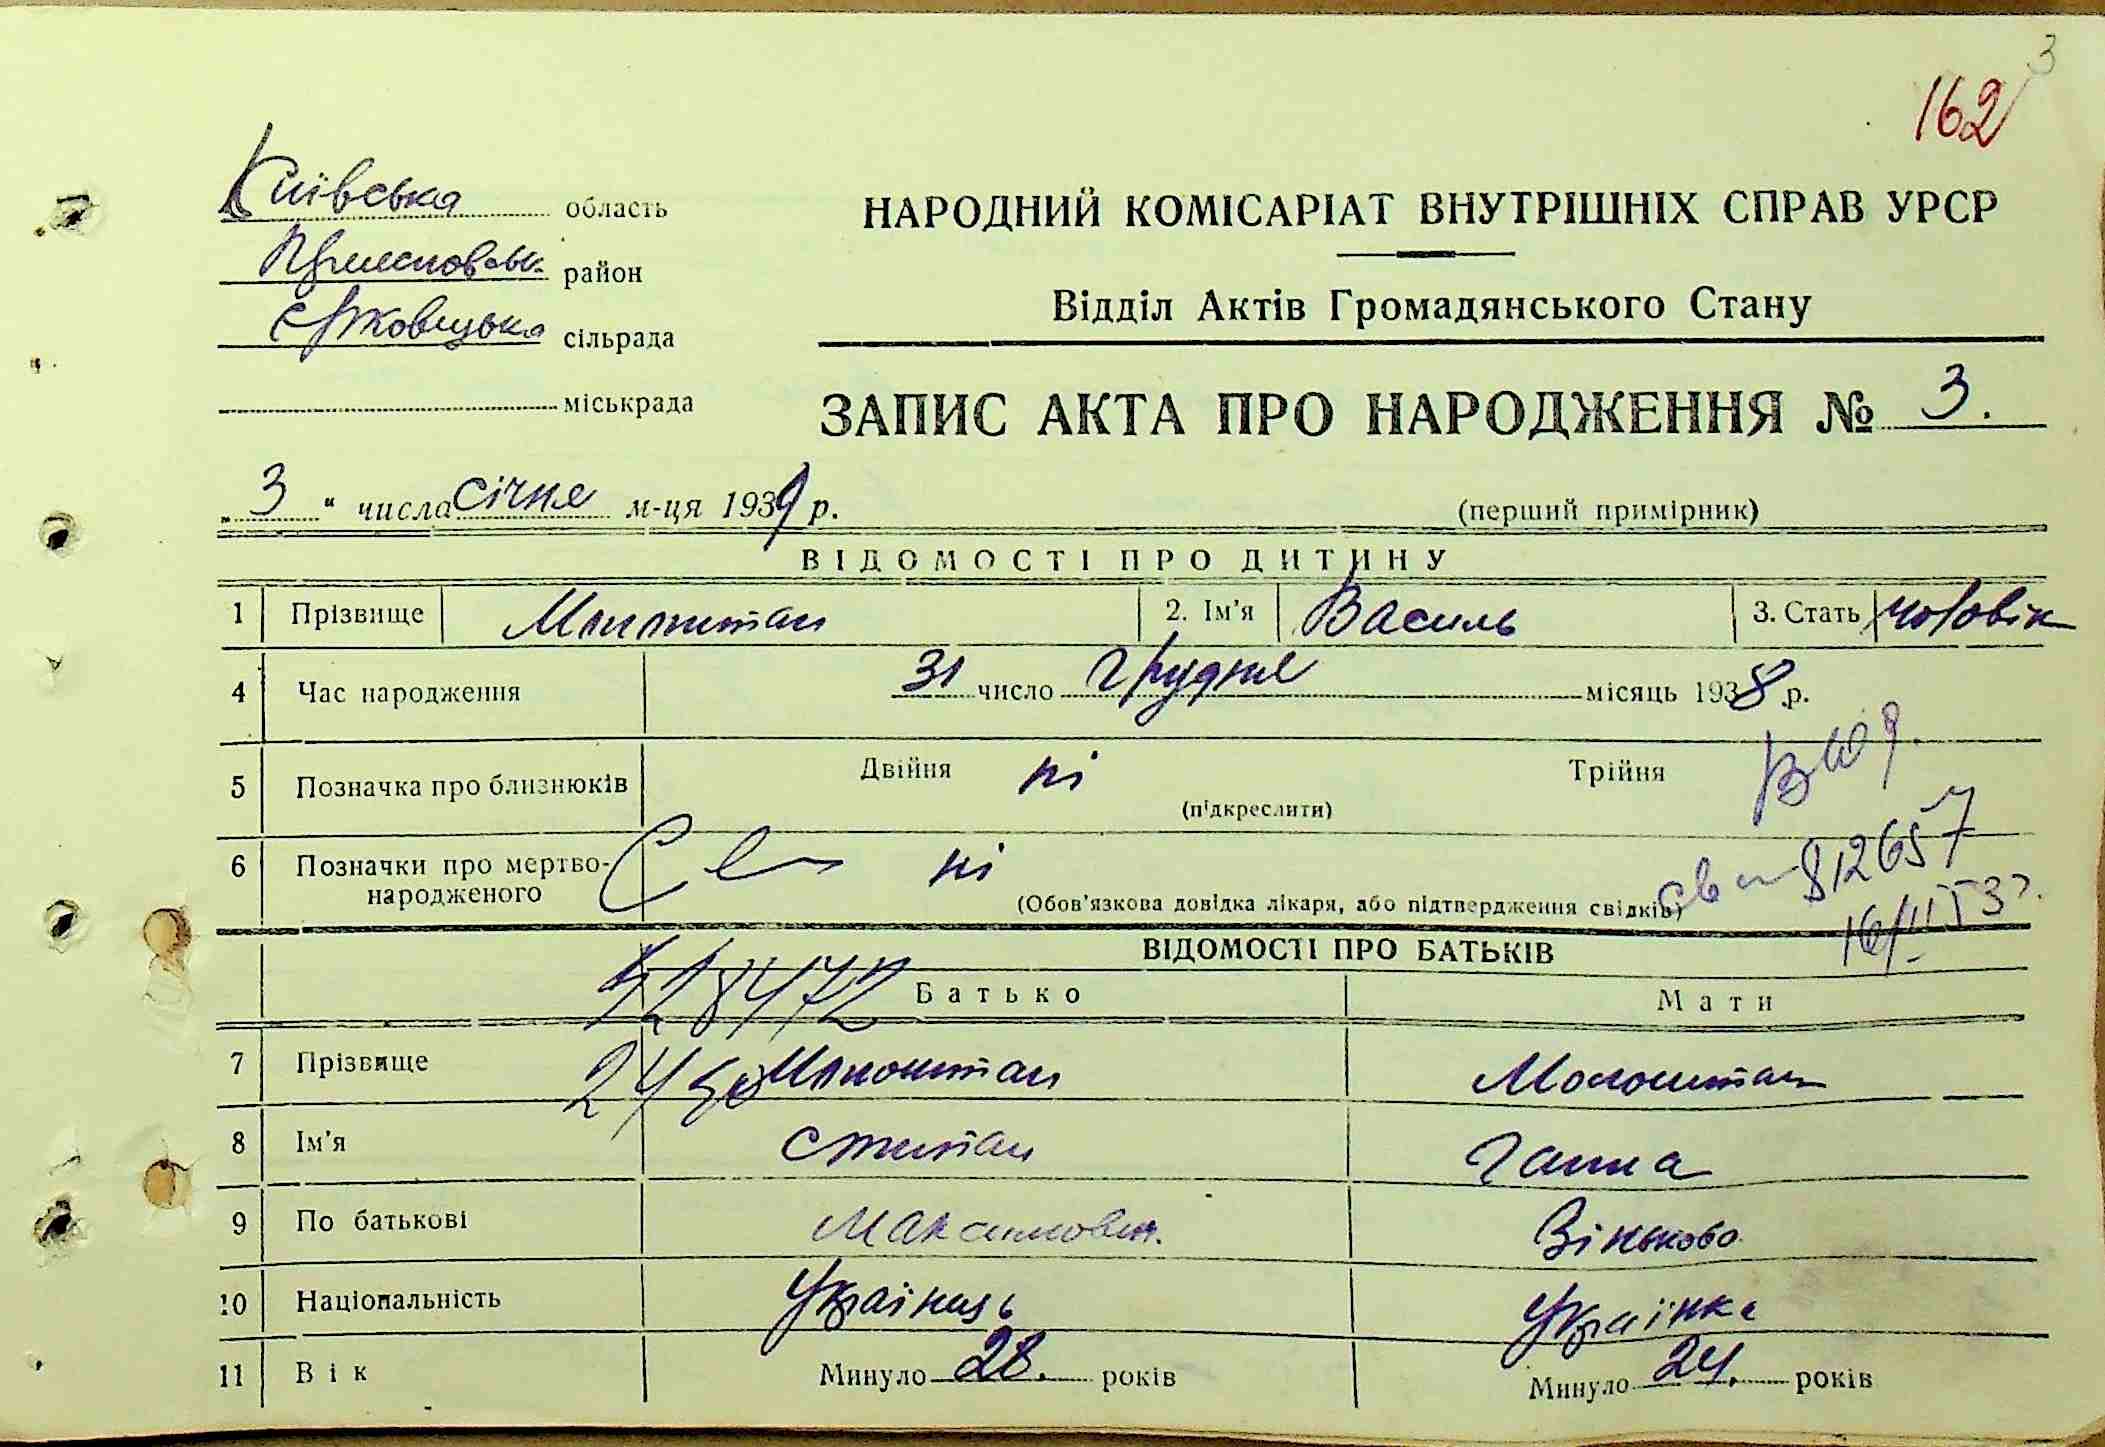 3
162
Київська область
НАРОДНИЙ КОМІСАРІАТ ВНУТРІШНІХ СПРАВ УРСР
район
Відділ Актів Громадянського Стану
сільрада
міськрада
ЗАПИС АКТА ПРО НАРОДЖЕННЯ № 3.
„3“ числа січня м-ця 1939 р.
(перший примірник)
ВІДОМОСТІ ПРО ДИТИНУ
1 Прізвище 2. Ім'я Василь 3. Стать чоловік
4 Час народження 31 число грудня місяць 1938 р.
5 Позначка про близнюків Двійня ні Трійня
(підкреслити)
6 Позначки про мертво-народженого ні
(Обов'язкова довідка лікаря, або підтвердження свідків)
812657
ВІДОМОСТІ ПРО БАТЬКІВ
Батько Мати
7 Прізвище
8 Ім'я Ганна
9 По батькові Максимович.
10 Національність Українець Українка
11 Вік Минуло 28. років Минуло 24. років